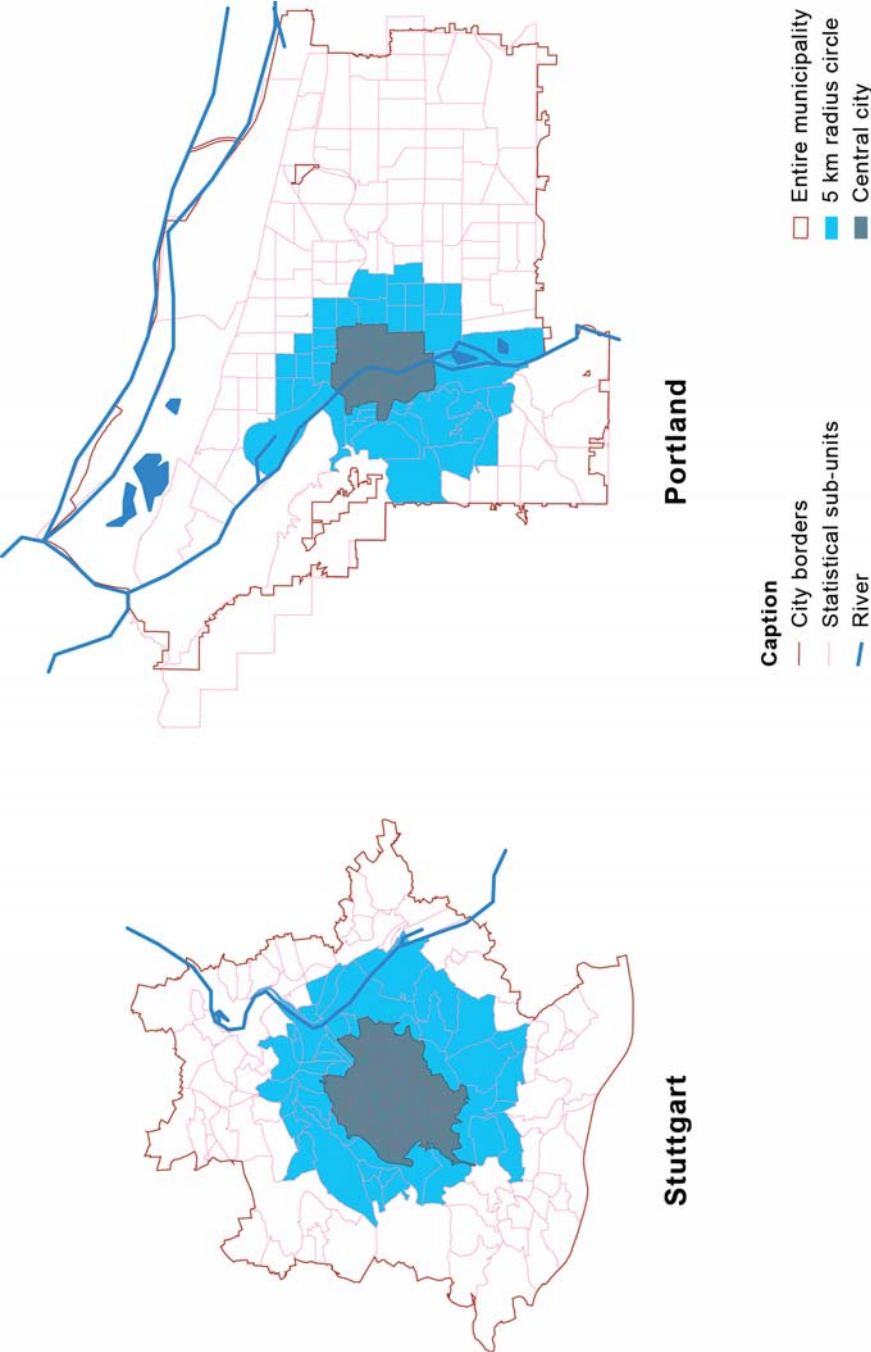 Stuttgart
Portland
Caption
City borders
Statistical sub-units
River
Entire municipality
5 km radius circle
Central city